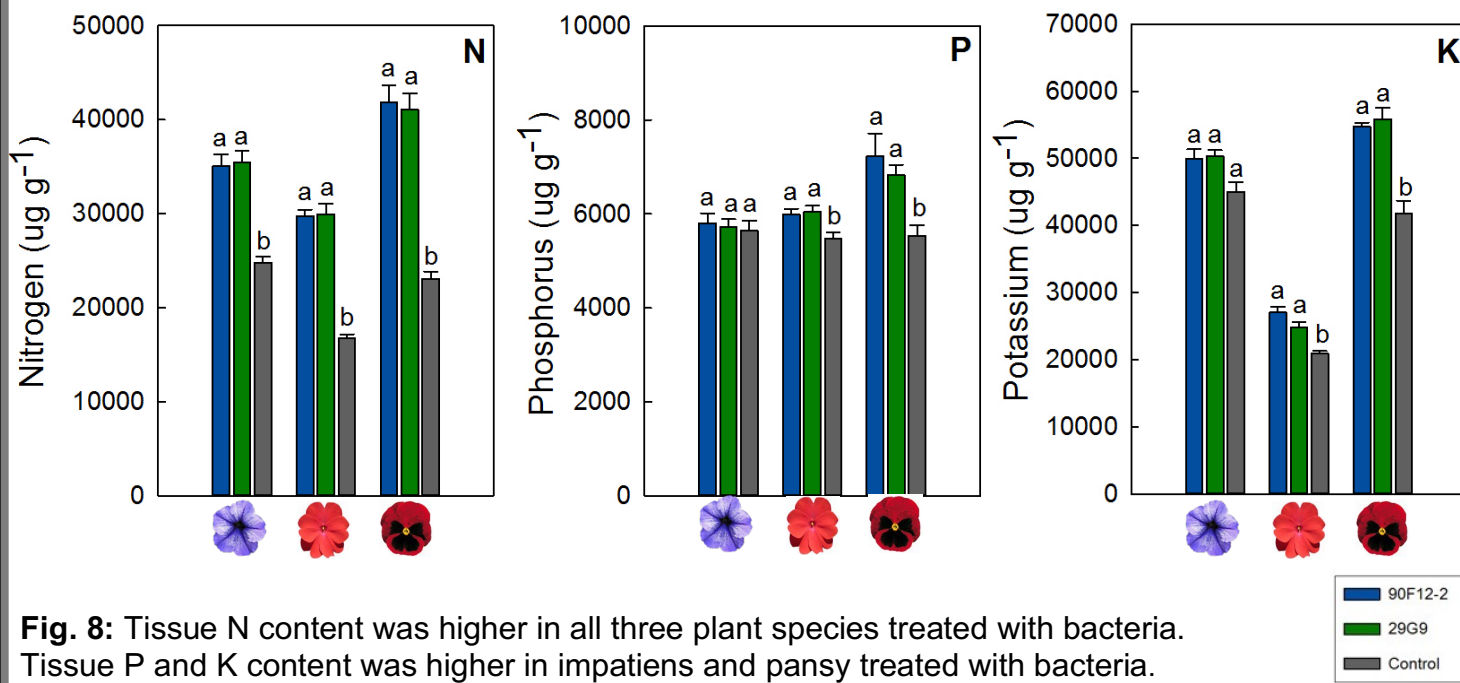 N
Nitrogen (ug g-1)
50000
40000
30000
20000
10000
0
a a b
a a b
a a b
P
Phosphorus (ug g-1)
10000
8000
6000
4000
2000
0
a a a
a a b
a a b
K
Potassium (ug g-1)
70000
60000
50000
40000
30000
20000
10000
0
a a a
a a b
a a b
90F12-2
29G9
Control
Fig. 8: Tissue N content was higher in all three plant species treated with bacteria.
Tissue P and K content was higher in impatiens and pansy treated with bacteria.